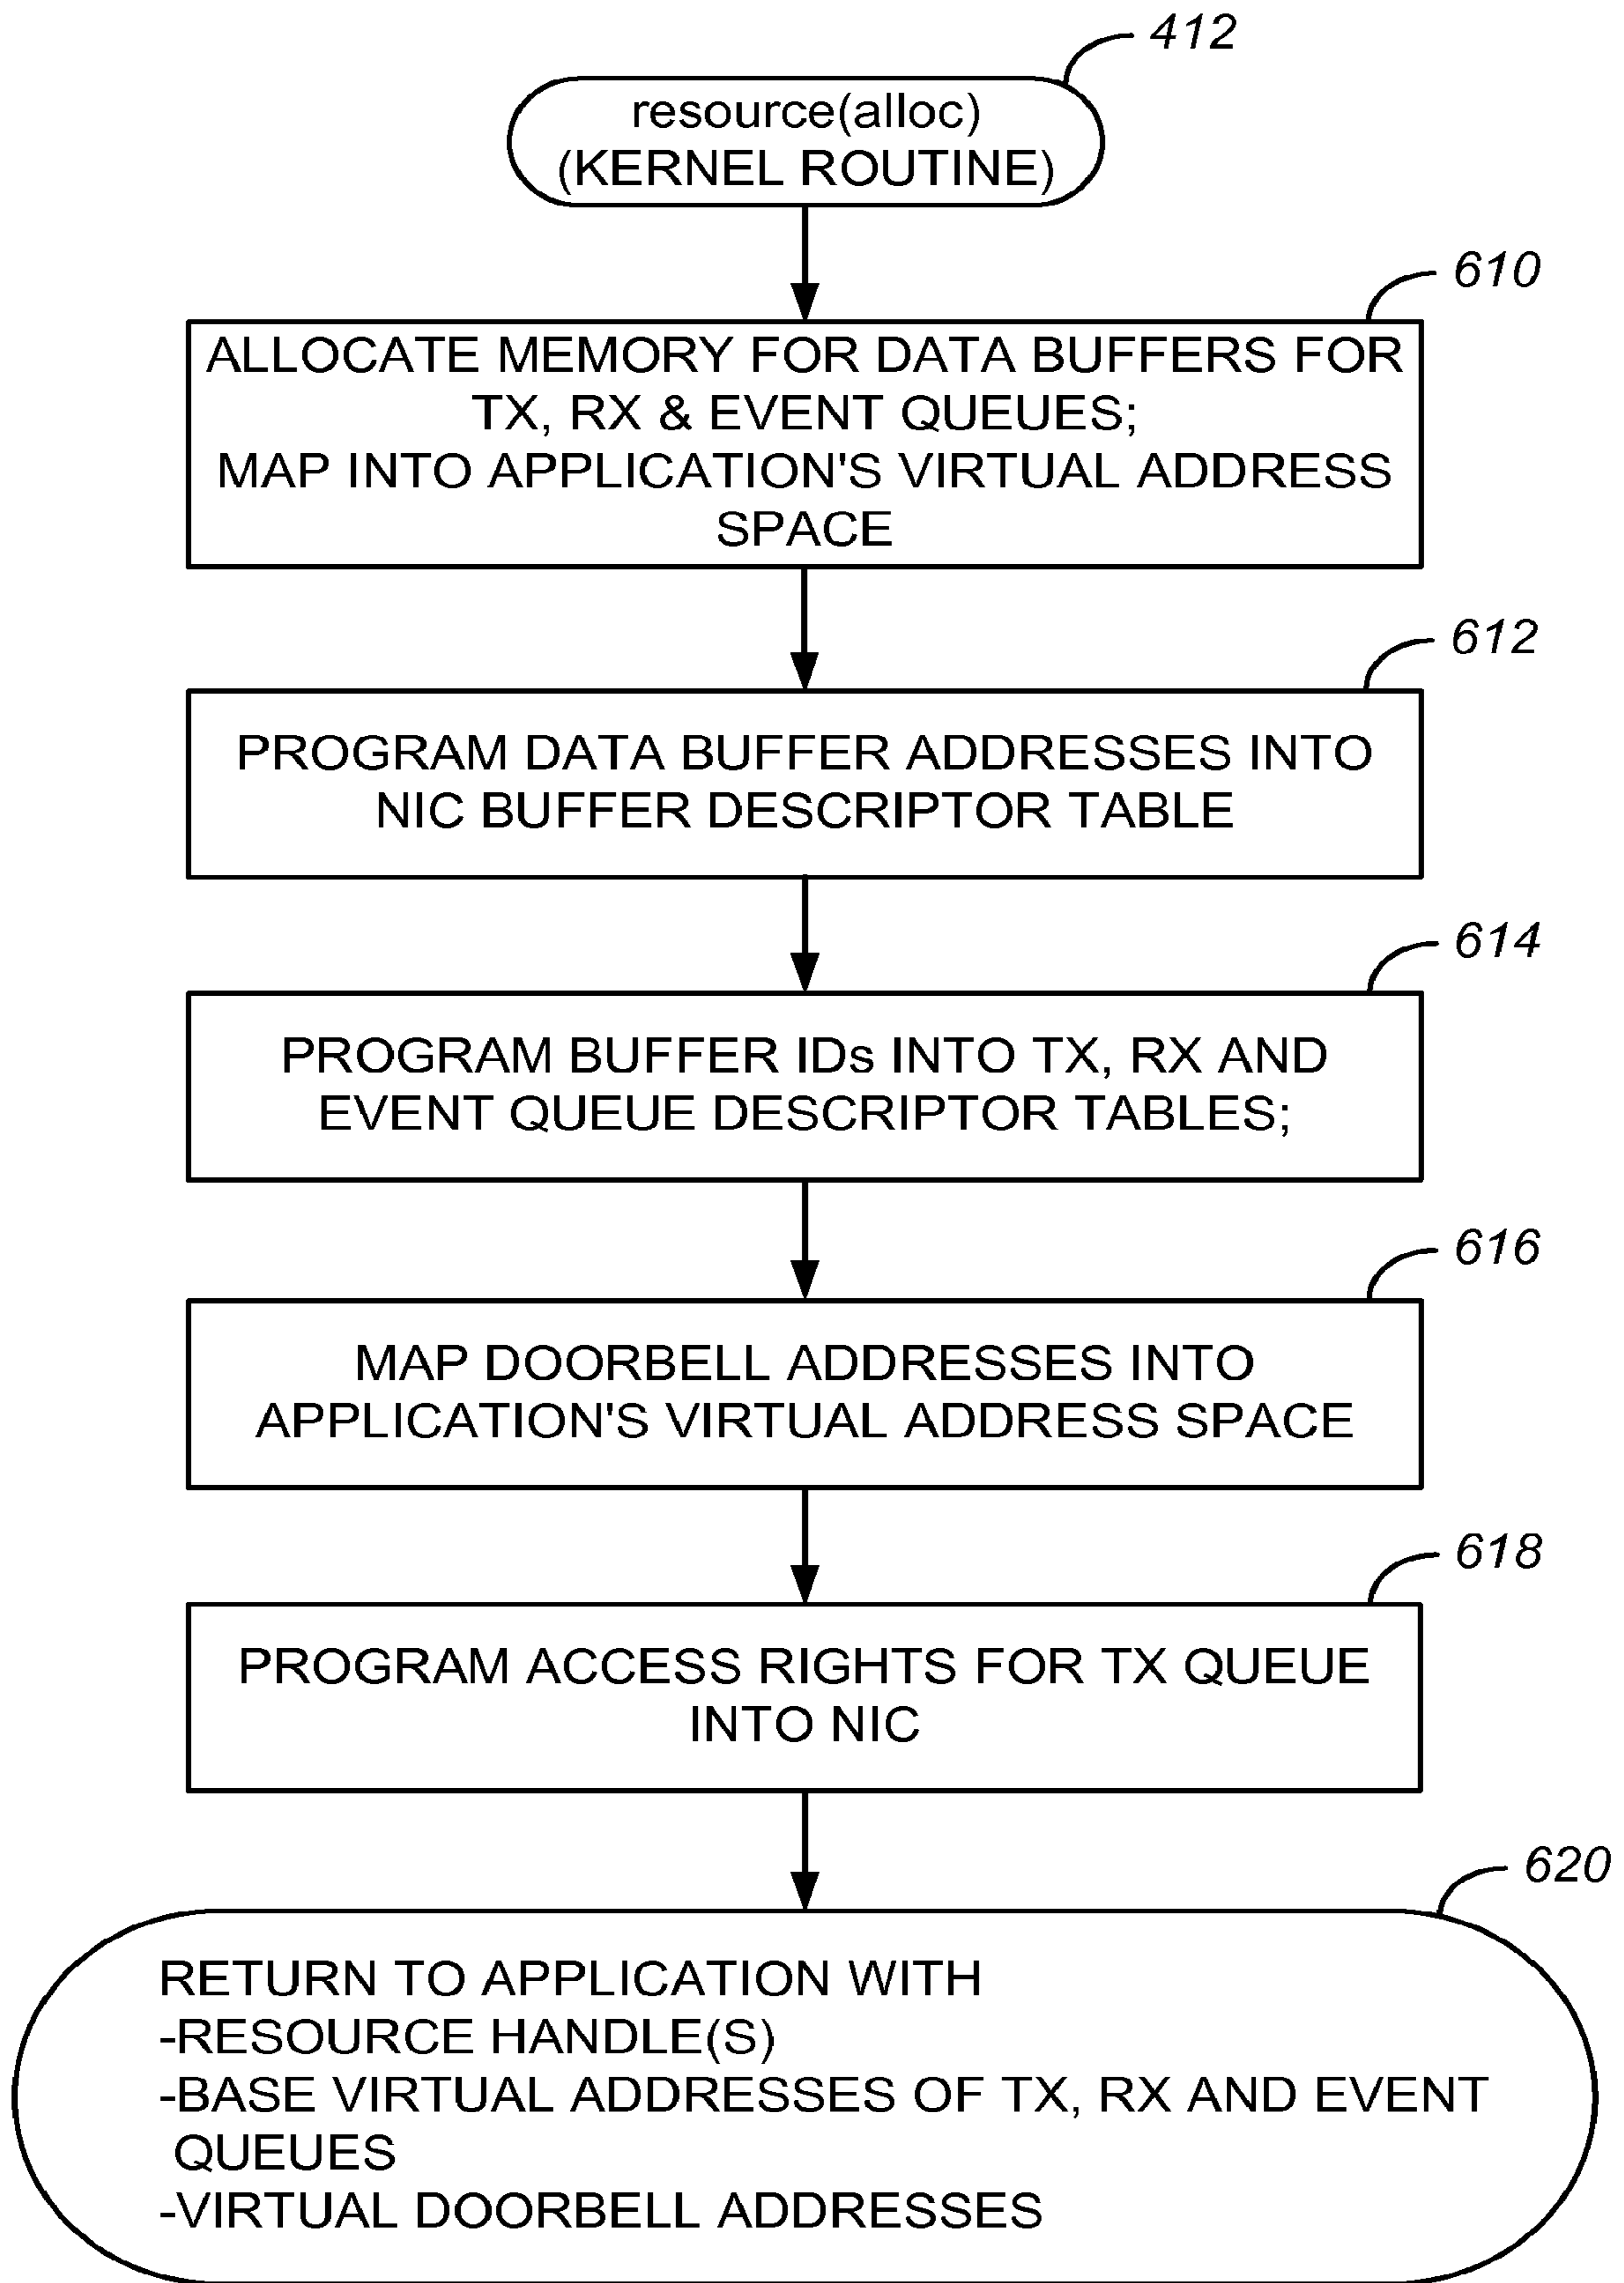 412
resource(alloc)
(KERNEL ROUTINE)
610
ALLOCATE MEMORY FOR DATA BUFFERS FOR
TX, RX & EVENT QUEUES;
MAP INTO APPLICATION'S VIRTUAL ADDRESS
SPACE
612
PROGRAM DATA BUFFER ADDRESSES INTO
NIC BUFFER DESCRIPTOR TABLE
614
PROGRAM BUFFER IDs INTO TX, RX AND
EVENT QUEUE DESCRIPTOR TABLES;
616
MAP DOORBELL ADDRESSES INTO
APPLICATION'S VIRTUAL ADDRESS SPACE
618
PROGRAM ACCESS RIGHTS FOR TX QUEUE
INTO NIC
620
RETURN TO APPLICATION WITH
-RESOURCE HANDLE(S)
-BASE VIRTUAL ADDRESSES OF TX, RX AND EVENT
QUEUES
-VIRTUAL DOORBELL ADDRESSES